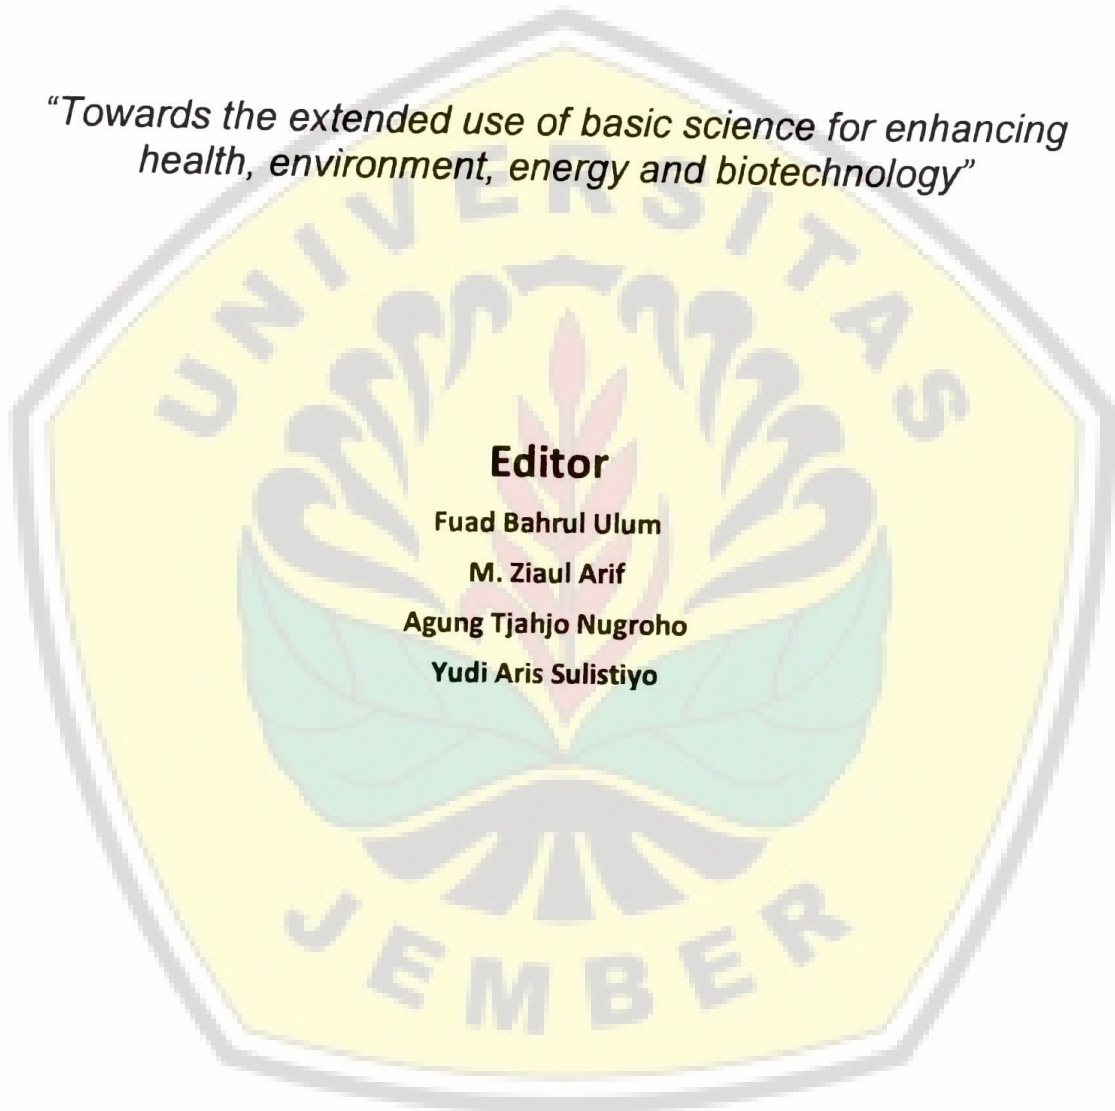 “Towards the extended use of basic science for enhancing
health, environment, energy and biotechnology”
UNIVERSITAS
Editor
Fuad Bahrul Ulum
M. Ziaul Arif
Agung Tjahjo Nugroho
Yudi Aris Sulistiyo
JEMBER